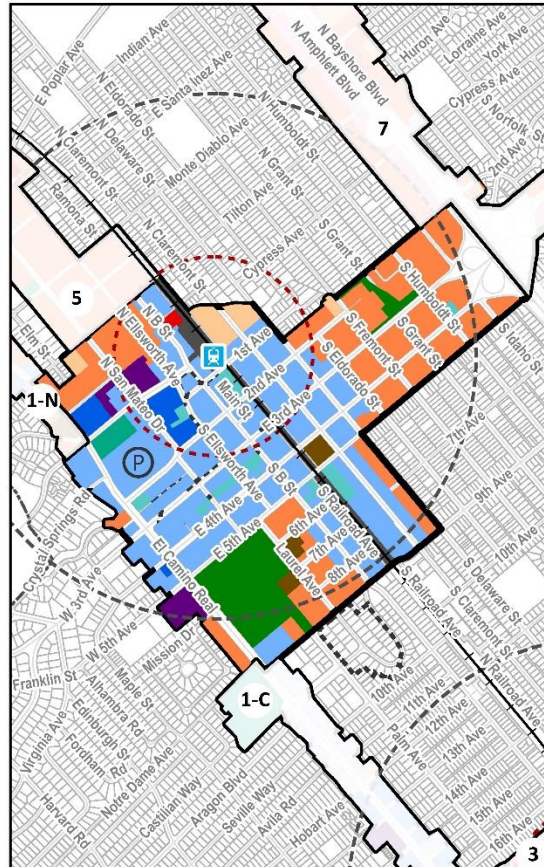 E Poplar Ave
Indian Ave
N Eldorado St
E Santa Inez Ave
N Claremont St
N Delaware St
Monte Diablo Ave
N Humboldt St
N Grant St
Tilton Ave
Ramona St
N Claremont St
Cypress Ave
N Bayshore Blvd
N Amphlett Blvd
Huron Ave
Lorraine Ave
York Ave
Cypress Ave
S Norfolk St
2nd Ave
7
5
S Grant St
S Humboldt St
S Fremont St
S Grant St
S Eldorado St
S Idaho St
Elm St
N B St
N Ellsworth Ave
N San Mateo Dr
1st Ave
2nd Ave
Main St
E 3rd Ave
1-N
P
S Ellsworth Ave
S B St
7th Ave
9th Ave
10th Ave
Crystal Springs Rd
E 4th Ave
E 5th Ave
El Camino Real
S Railroad Ave
6th Ave
7th Ave
8th Ave
Laurel Ave
W 3rd Ave
W 5th Ave
Mission Dr
S Railroad Ave
S Delaware St
S Claremont St
S Railroad Ave
N Railroad Ave
Franklin St
Maple St
Alhambra Rd
Edinburgh St
Fordham Rd
Virginia Ave
Notre Dame Ave
Harvard Rd
1-C
Castilian Way
Aragon Blvd
Seville Way
Avila Rd
Hobart Ave
Palm Ave
10th Ave
11th Ave
12th Ave
13th Ave
14th Ave
15th Ave
16th Ave
3